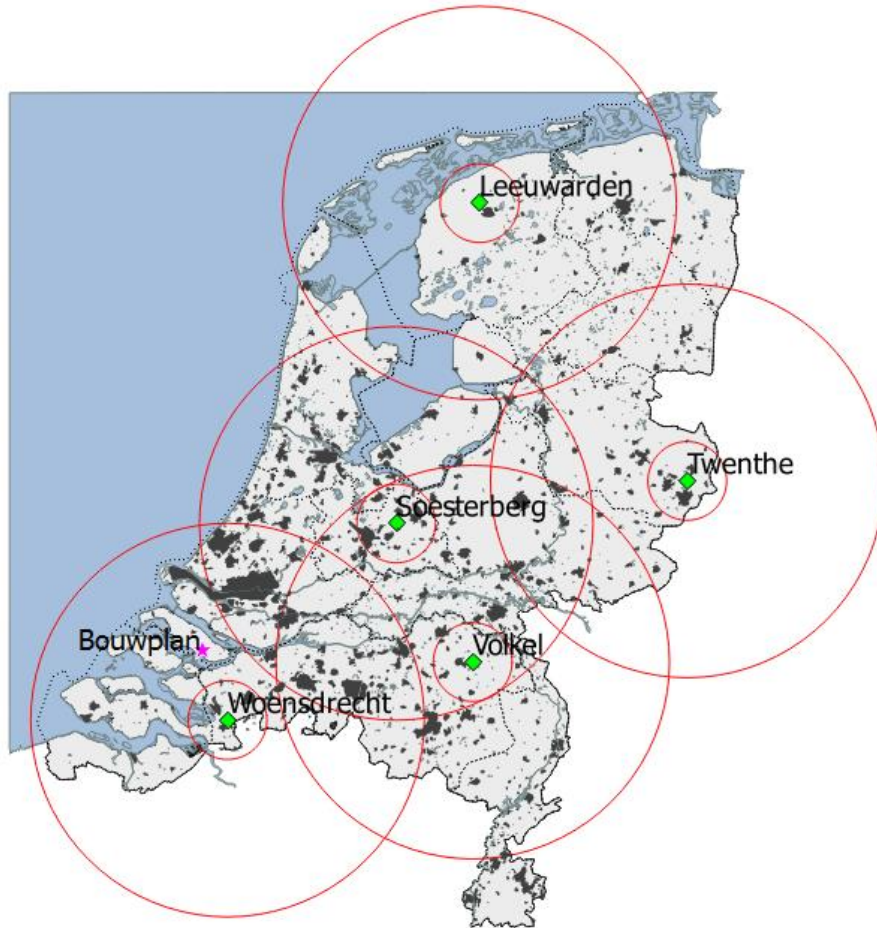 Leeuwarden
Twenthe
Soesterberg
Bouwplan
Volkel
Woensdrecht